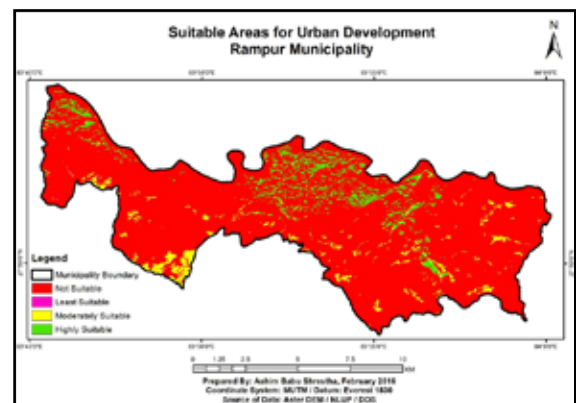 Suitable Areas for Urban Development
Rampur Municipality
N
Legend
Municipality Boundary
Not Suitable
Least Suitable
Moderately Suitable
Highly Suitable
0 1.25 2.5 5 7.5 10
KM
Prepared By: Ashim Babu Shrestha, February 2016
Coordinate System: MUTM / Datum: Everest 1830
Source of Data: Aster DEM / NLUP / DOS